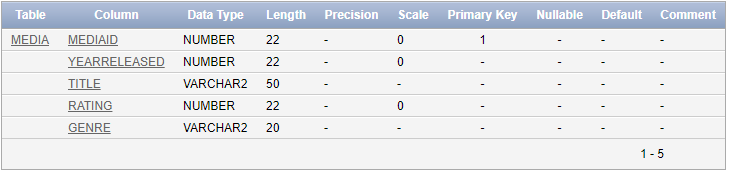 Table Column Data Type Length Precision Scale Primary Key Nullable Default Comment
MEDIA MEDIAID NUMBER 22 - 0 1 - - -
YEARRELEASED NUMBER 22 - 0 - - - -
TITLE VARCHAR2 50 - - - - - -
RATING NUMBER 22 - 0 - - - -
GENRE VARCHAR2 20 - - - - - -
1 - 5